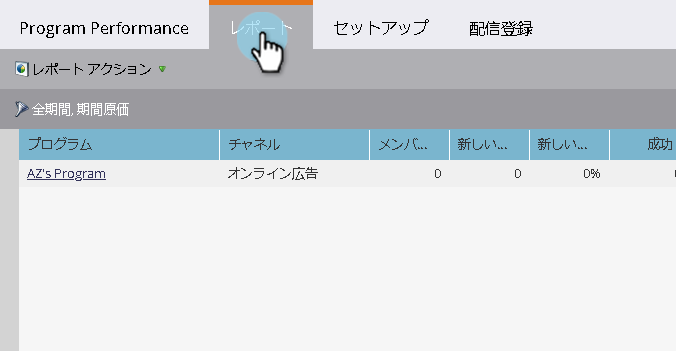 Program Performance レポート セットアップ 配信登録
レポート アクション
全期間, 期間原価
プログラム チャネル メンバ... 新しい... 新しい... 成功
AZ's Program オンライン広告 0 0 0%